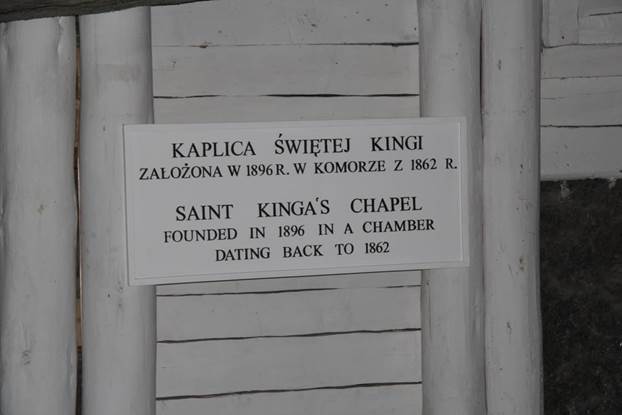 KAPLICA ŚWIĘTEJ KINGI
ZAŁOŻONA W 1896 R. W KOMORZE Z 1862 R.
SAINT KINGA'S CHAPEL
FOUNDED IN 1896 IN A CHAMBER
DATING BACK TO 1862